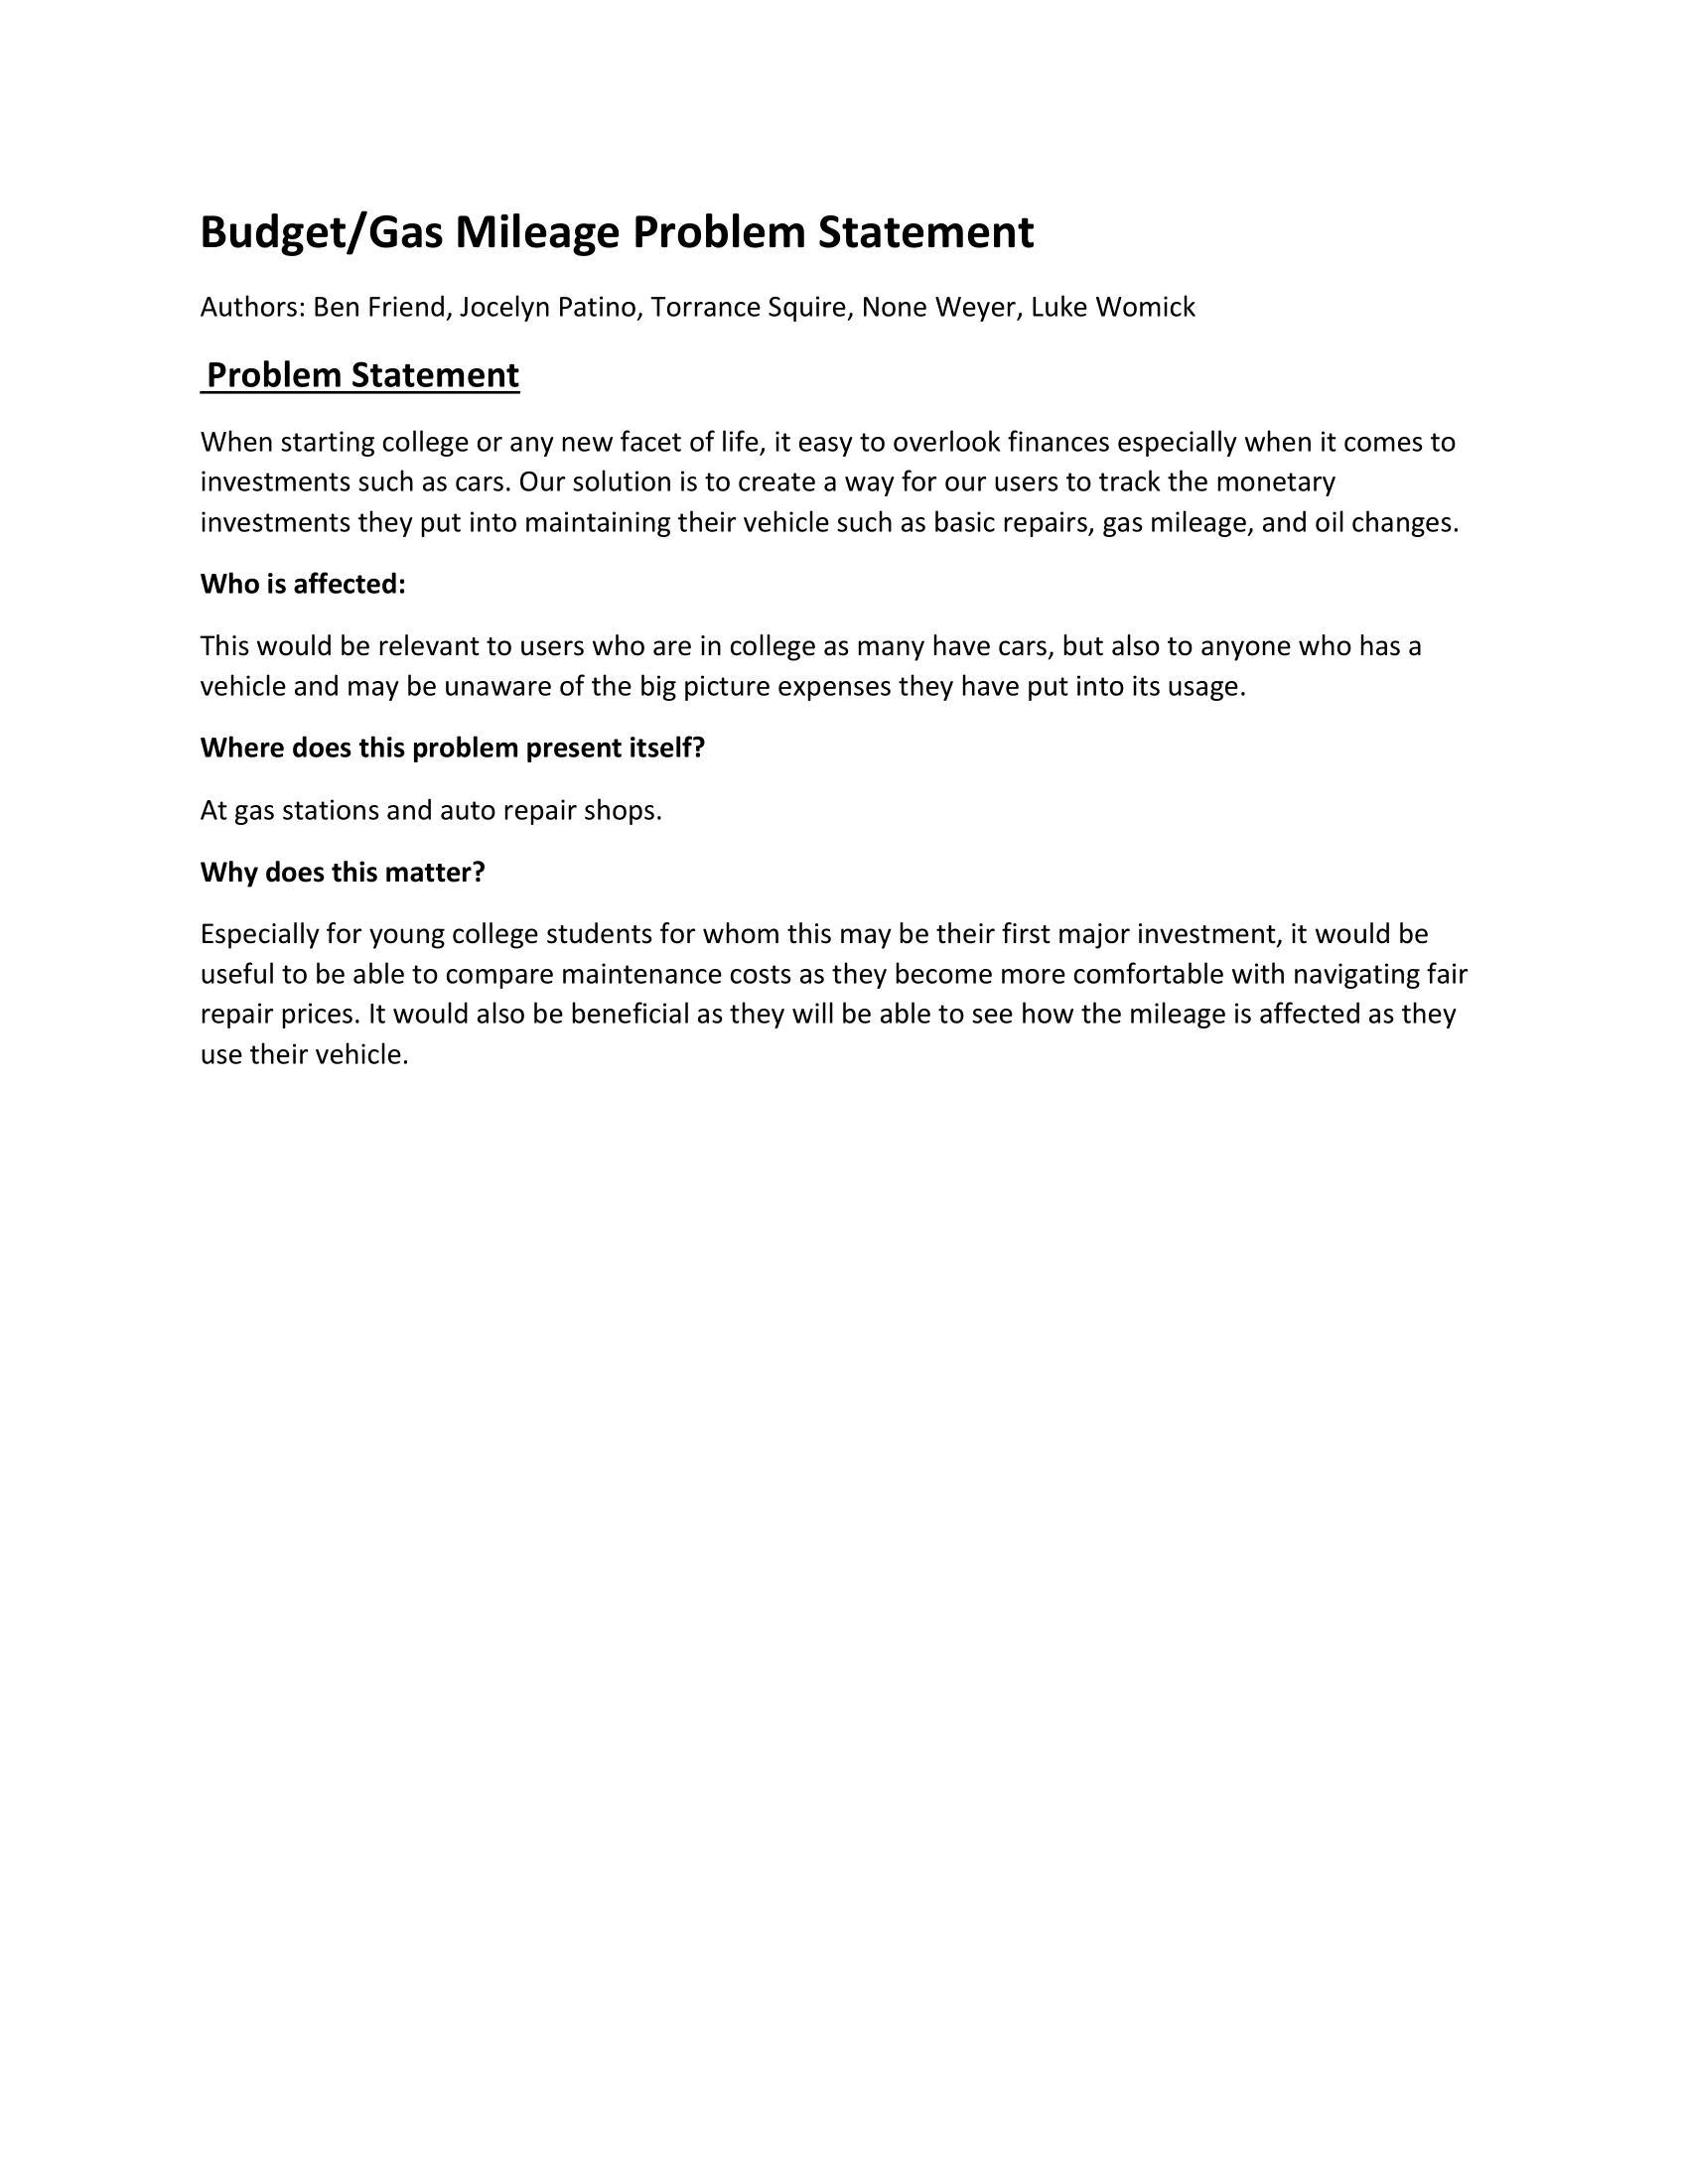 Budget/Gas Mileage Problem Statement
Authors: Ben Friend, Jocelyn Patino, Torrance Squire, None Weyer, Luke Womick
Problem Statement
When starting college or any new facet of life, it easy to overlook finances especially when it comes to
investments such as cars. Our solution is to create a way for our users to track the monetary
investments they put into maintaining their vehicle such as basic repairs, gas mileage, and oil changes.
Who is affected:
This would be relevant to users who are in college as many have cars, but also to anyone who has a
vehicle and may be unaware of the big picture expenses they have put into its usage.
Where does this problem present itself?
At gas stations and auto repair shops.
Why does this matter?
Especially for young college students for whom this may be their first major investment, it would be
useful to be able to compare maintenance costs as they become more comfortable with navigating fair
repair prices. It would also be beneficial as they will be able to see how the mileage is affected as they
use their vehicle.